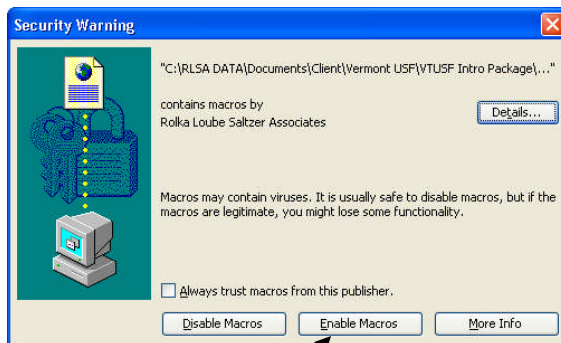 Security Warning
"C:\RLSA DATA\Documents\Client\Vermont USF\VTUSF Intro Package\..."
contains macros by
Rolka Loube Saltzer Associates
Details...
Macros may contain viruses. It is usually safe to disable macros, but if the
macros are legitimate, you might lose some functionality.
Always trust macros from this publisher.
Disable Macros Enable Macros More Info